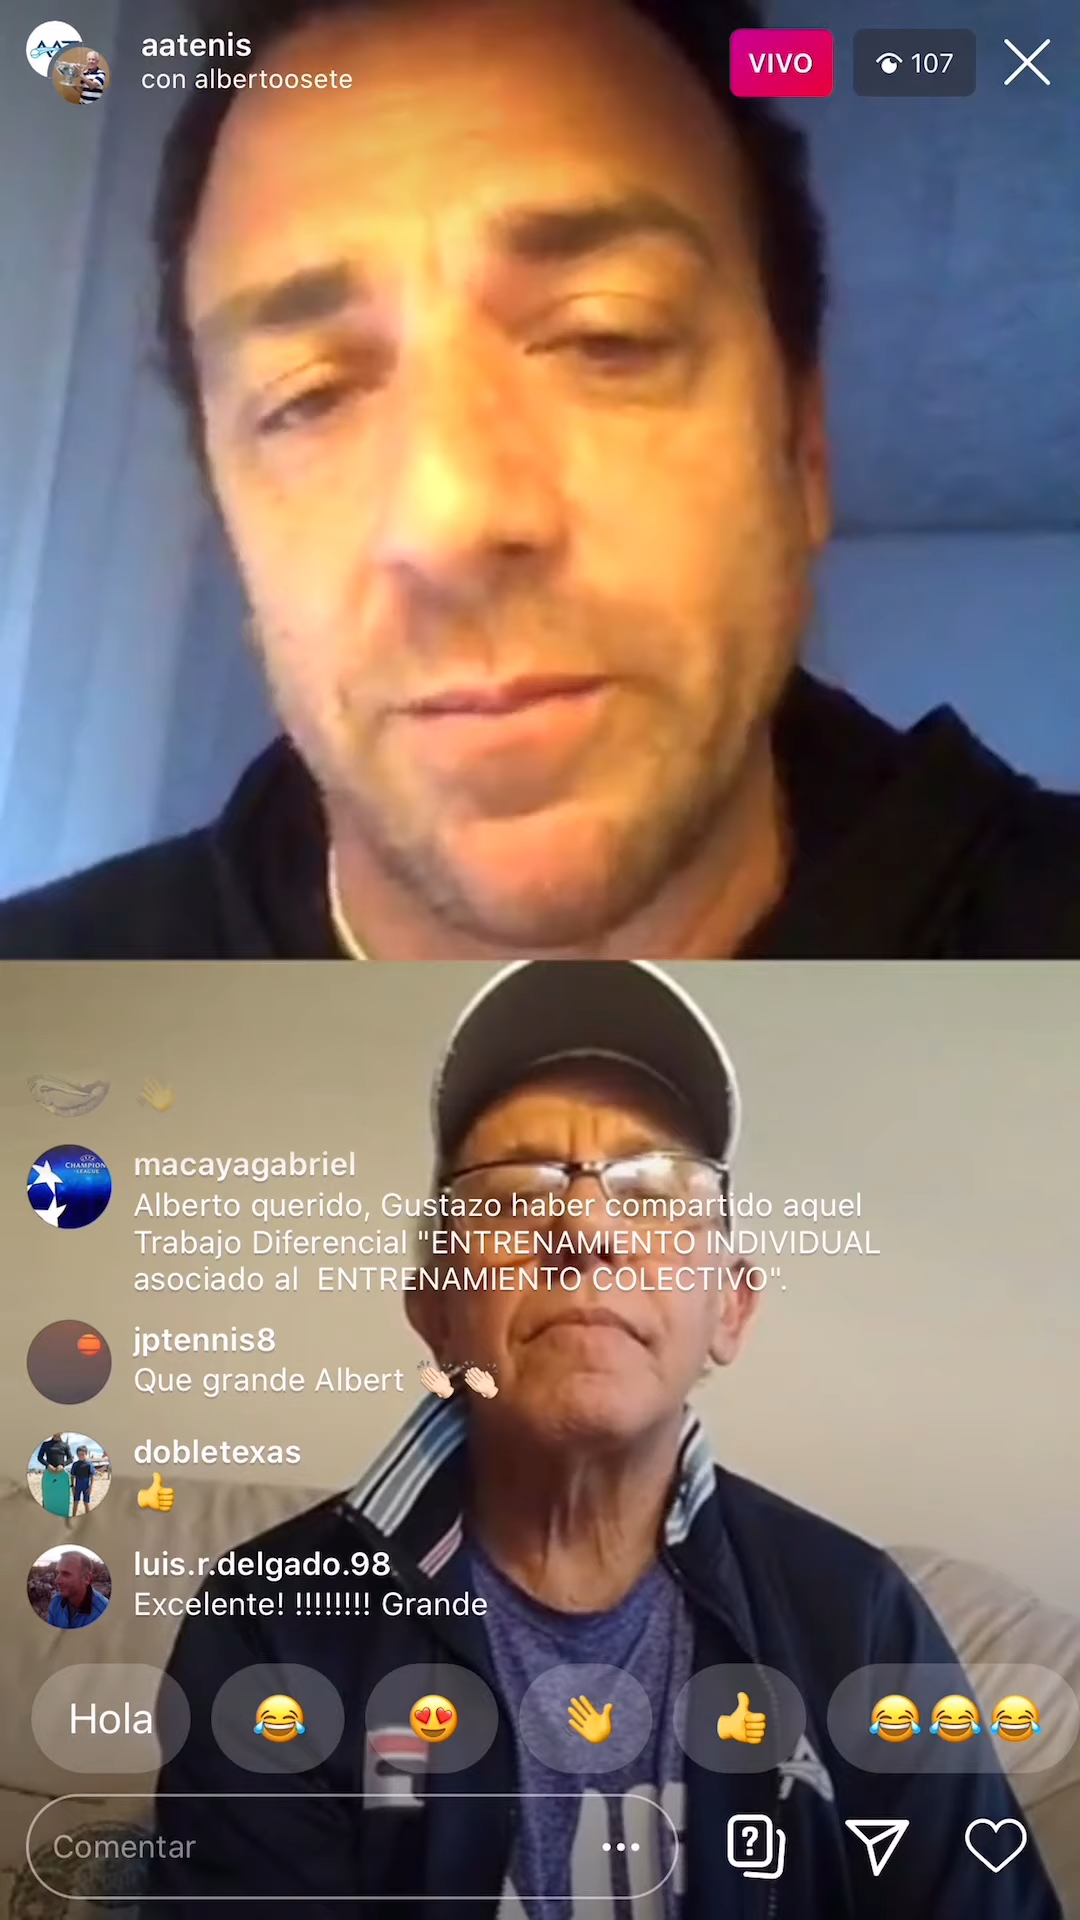 aatenis
con albertoosete
VIVO
107
macayagabriel
Alberto querido, Gustazo haber compartido aquel
Trabajo Diferencial "ENTRENAMIENTO INDIVIDUAL
asociado al ENTRENAMIENTO COLECTIVO".
jptennis8
Que grande Albert 👏🏻👏🏻
dobletexas
👍
luis.r.delgado.98
Excelente! !!!!!!!! Grande
Hola 😂 😍 👋 👍 😂😂😂
Comentar